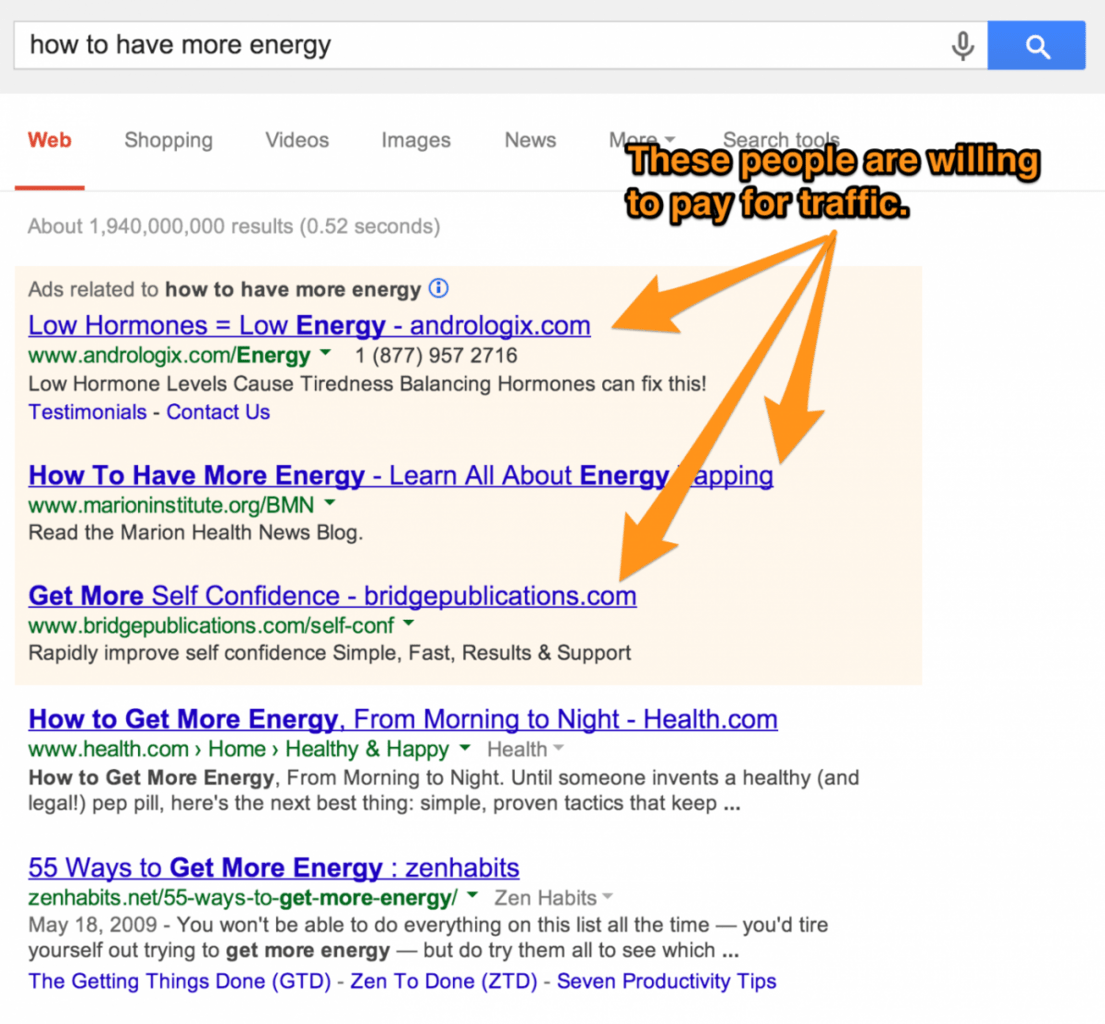 how to have more energy
Web Shopping Videos Images News More Search tools
These people are willing
to pay for traffic.
About 1,940,000,000 results (0.52 seconds)
Ads related to how to have more energy
Low Hormones = Low Energy - andrologix.com
www.andrologix.com/Energy 1 (877) 957 2716
Low Hormone Levels Cause Tiredness Balancing Hormones can fix this!
Testimonials - Contact Us
How To Have More Energy - Learn All About Energy
www.marioninstitute.org/BMN
Read the Marion Health News Blog.
Get More Self Confidence - bridgepublications.com
www.bridgepublications.com/self-conf
Rapidly improve self confidence Simple, Fast, Results & Support
How to Get More Energy, From Morning to Night - Health.com
www.health.com › Home › Healthy & Happy Health
How to Get More Energy, From Morning to Night. Until someone invents a healthy (and
legal!) pep pill, here's the next best thing: simple, proven tactics that keep ...
55 Ways to Get More Energy : zenhabits
zenhabits.net/55-ways-to-get-more-energy/ Zen Habits
May 18, 2009 - You won't be able to do everything on this list all the time — you'd tire
yourself out trying to get more energy — but do try them all to see which ...
The Getting Things Done (GTD) - Zen To Done (ZTD) - Seven Productivity Tips